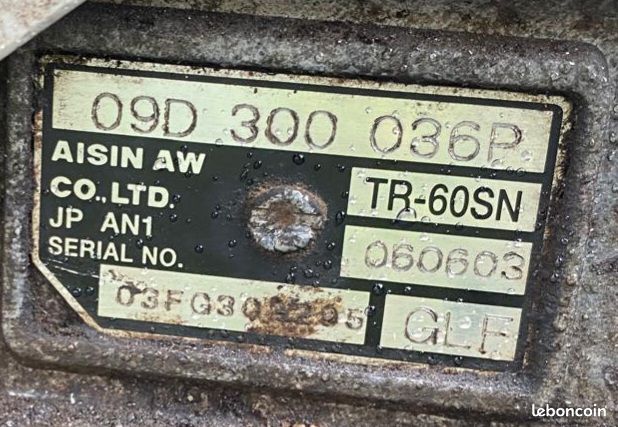 09D 300 036P
AISIN AW
CO.,LTD.
TR-60SN
JP AN1
060603
SERIAL NO.
GLF
leboncoin